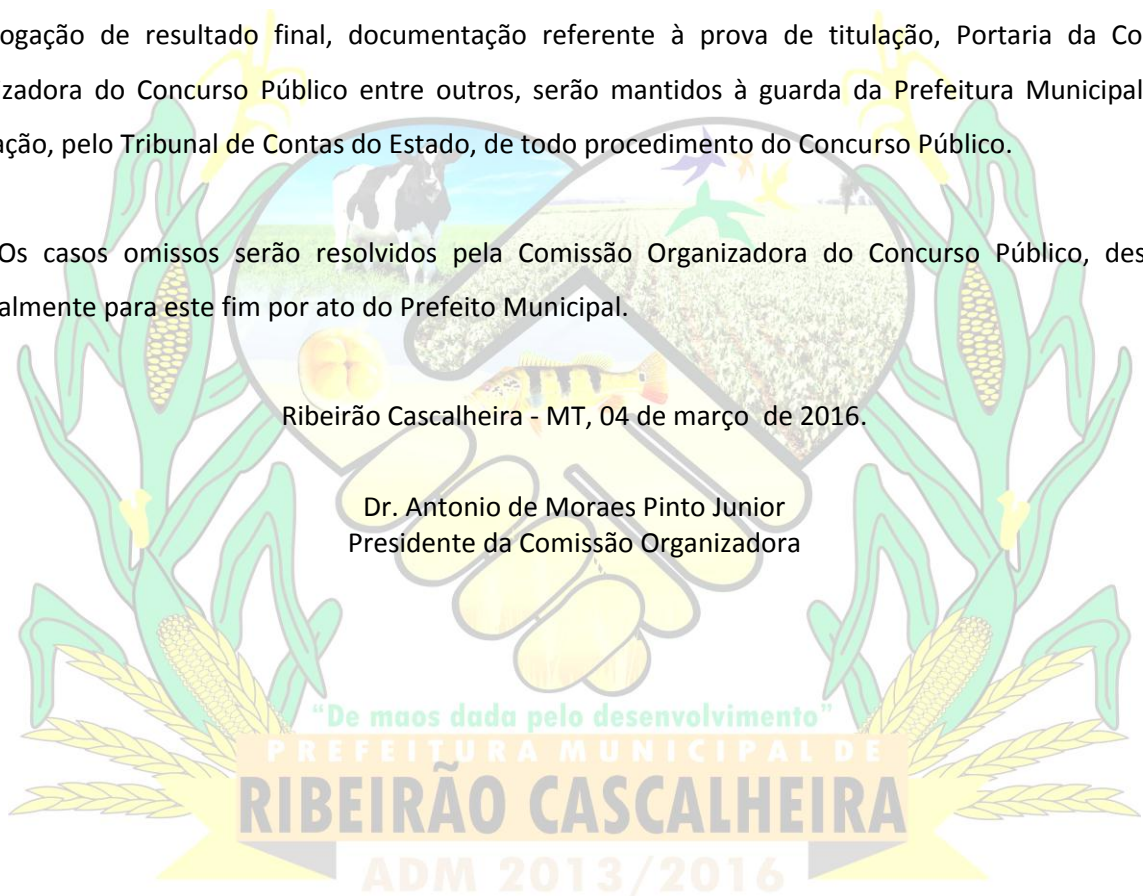 ogação de resultado final, documentação referente à prova de titulação, Portaria da Co
zadora do Concurso Público entre outros, serão mantidos à guarda da Prefeitura Municipal
ação, pelo Tribunal de Contas do Estado, de todo procedimento do Concurso Público.
Os casos omissos serão resolvidos pela Comissão Organizadora do Concurso Público, des
almente para este fim por ato do Prefeito Municipal.
Ribeirão Cascalheira - MT, 04 de março de 2016.
Dr. Antonio de Moraes Pinto Junior
Presidente da Comissão Organizadora
"De maos dada pelo desenvolvimento"
PREFEITURA MUNICIPAL DE
RIBEIRÃO CASCALHEIRA
ADM 2013/2016